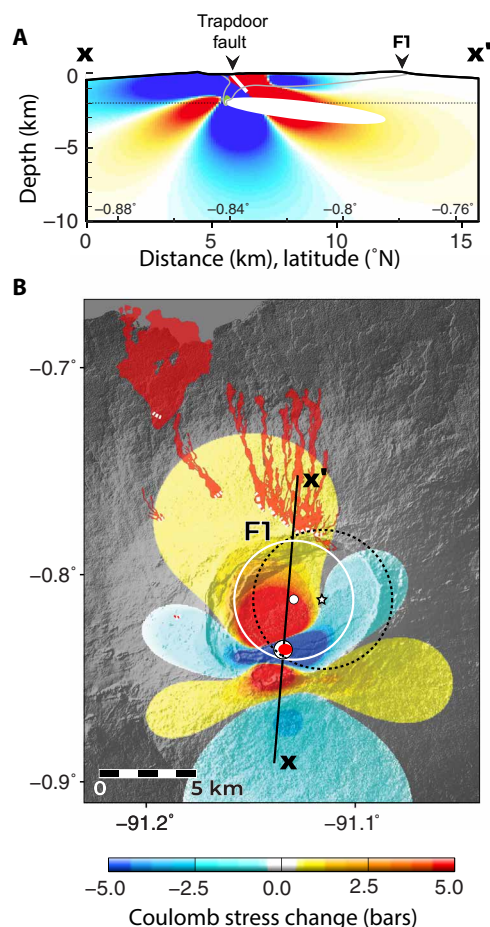 A
Trapdoor
fault
x
F1
x'
0
−5
−10
Depth (km)
−0.88˚
−0.84˚
−0.8˚
−0.76˚
0
5
10
15
Distance (km), latitude (˚N)
B
−0.7˚
−0.8˚
−0.9˚
x'
F1
x
0
5 km
−91.2˚
−91.1˚
−5.0
−2.5
0.0
2.5
5.0
Coulomb stress change (bars)